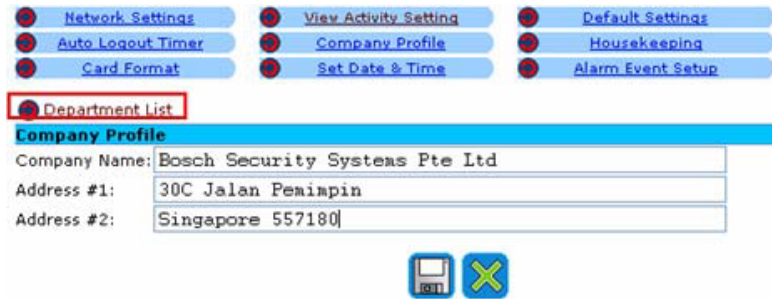 Network Settings View Activity Setting Default Settings
Auto Logout Timer Company Profile Housekeeping
Card Format Set Date & Time Alarm Event Setup
Department List
Company Profile
Company Name: Bosch Security Systems Pte Ltd
Address #1: 30C Jalan Pemimpin
Address #2: Singapore 557180